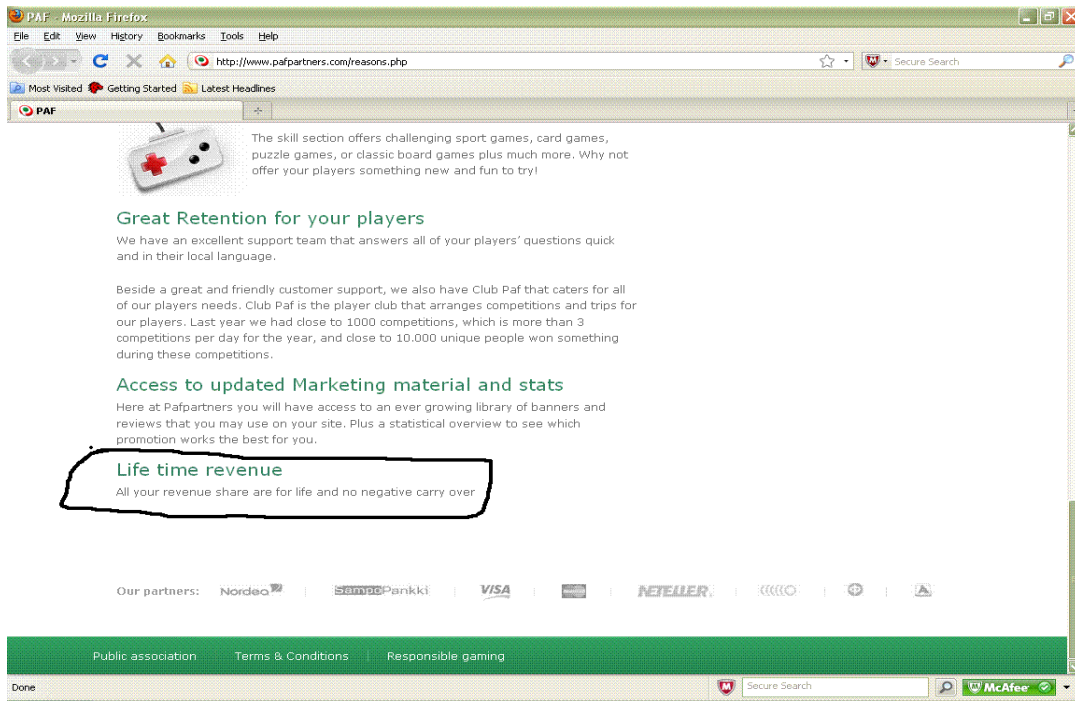 PAF - Mozilla Firefox
File Edit View History Bookmarks Tools Help
http://www.pafpartners.com/reasons.php
Secure Search
Most Visited Getting Started Latest Headlines
PAF
The skill section offers challenging sport games, card games,
puzzle games, or classic board games plus much more. Why not
offer your players something new and fun to try!
Great Retention for your players
We have an excellent support team that answers all of your players' questions quick
and in their local language.
Beside a great and friendly customer support, we also have Club Paf that caters for all
of our players needs. Club Paf is the player club that arranges competitions and trips for
our players. Last year we had close to 1000 competitions, which is more than 3
competitions per day for the year, and close to 10.000 unique people won something
during these competitions.
Access to updated Marketing material and stats
Here at Pafpartners you will have access to an ever growing library of banners and
reviews that you may use on your site. Plus a statistical overview to see which
promotion works the best for you.
Life time revenue
All your revenue share are for life and no negative carry over
Our partners: Nordea SampoPankki VISA NETELLER.
Public association Terms & Conditions Responsible gaming
Done Secure Search McAfee